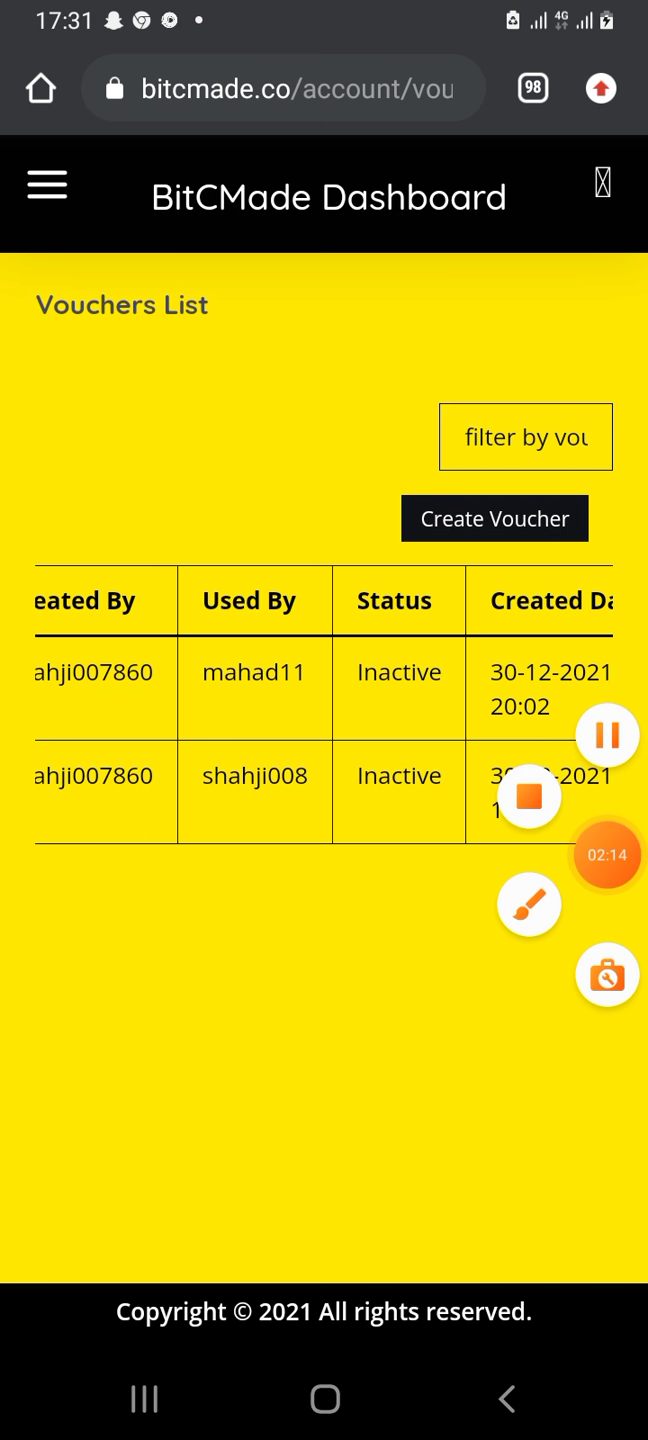 17:31
4G
bitcmade.co/account/vou
98
BitCMade Dashboard
Vouchers List
filter by vou
Create Voucher
eated By Used By Status Created Da
ahji007860 mahad11 Inactive 30-12-2021
20:02
ahji007860 shahji008 Inactive
02:14
Copyright © 2021 All rights reserved.